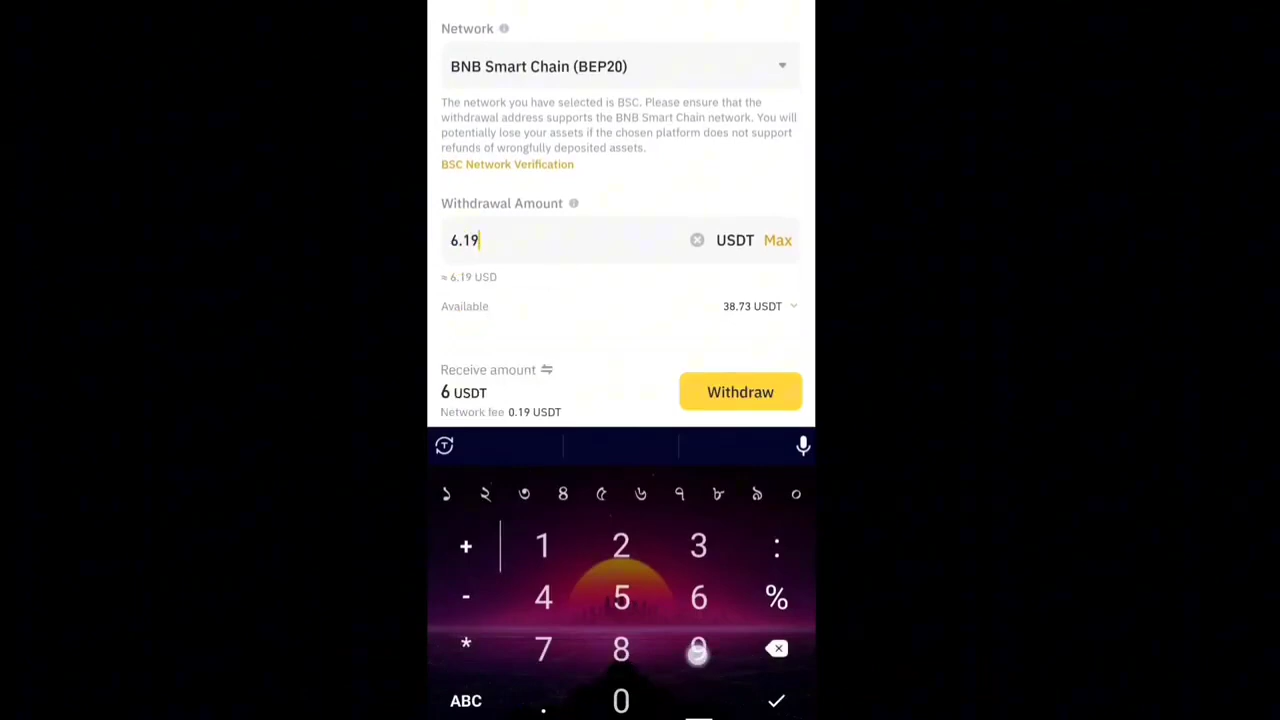 Network
BNB Smart Chain (BEP20)
The network you have selected is BSC. Please ensure that the
withdrawal address supports the BNB Smart Chain network. You will
potentially lose your assets if the chosen platform does not support
refunds of wrongfully deposited assets.
BSC Network Verification
Withdrawal Amount
6.19 USDT Max
≈ 6.19 USD
Available 38.73 USDT
Receive amount
6 USDT
Withdraw
Network fee 0.19 USDT
১ ২ ৩ ৪ ৫ ৬ ৭ ৮ ৯ ০
+ 1 2 3 :
- 4 5 6 %
* 7 8 9
ABC . 0